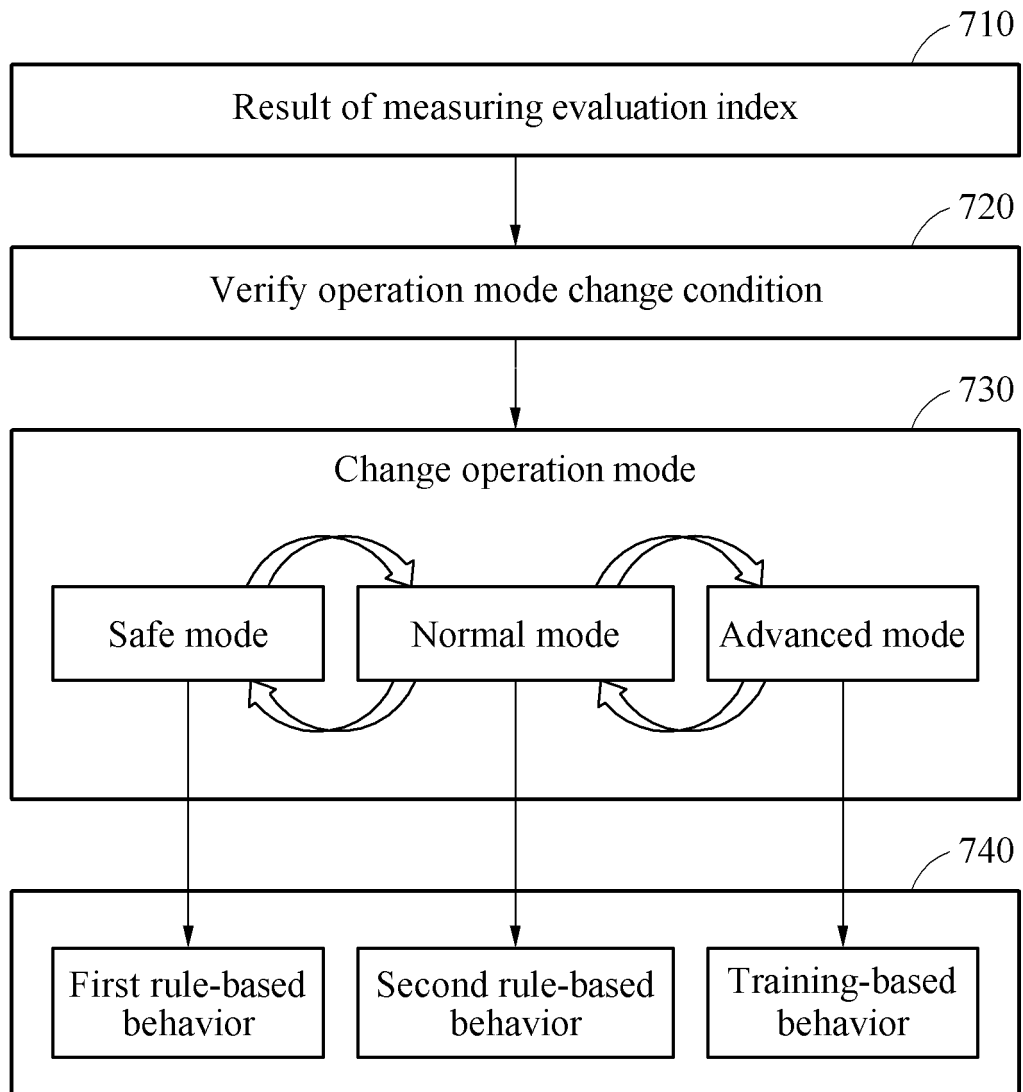 710
Result of measuring evaluation index
720
Verify operation mode change condition
730
Change operation mode
Safe mode
Normal mode
Advanced mode
740
First rule-based
behavior
Second rule-based
behavior
Training-based
behavior